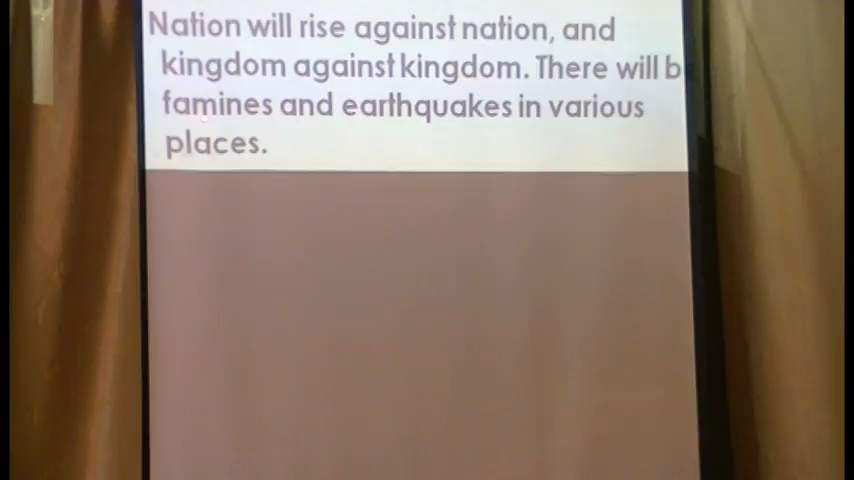 Nation will rise against nation, and
kingdom against kingdom. There will b
famines and earthquakes in various
places.